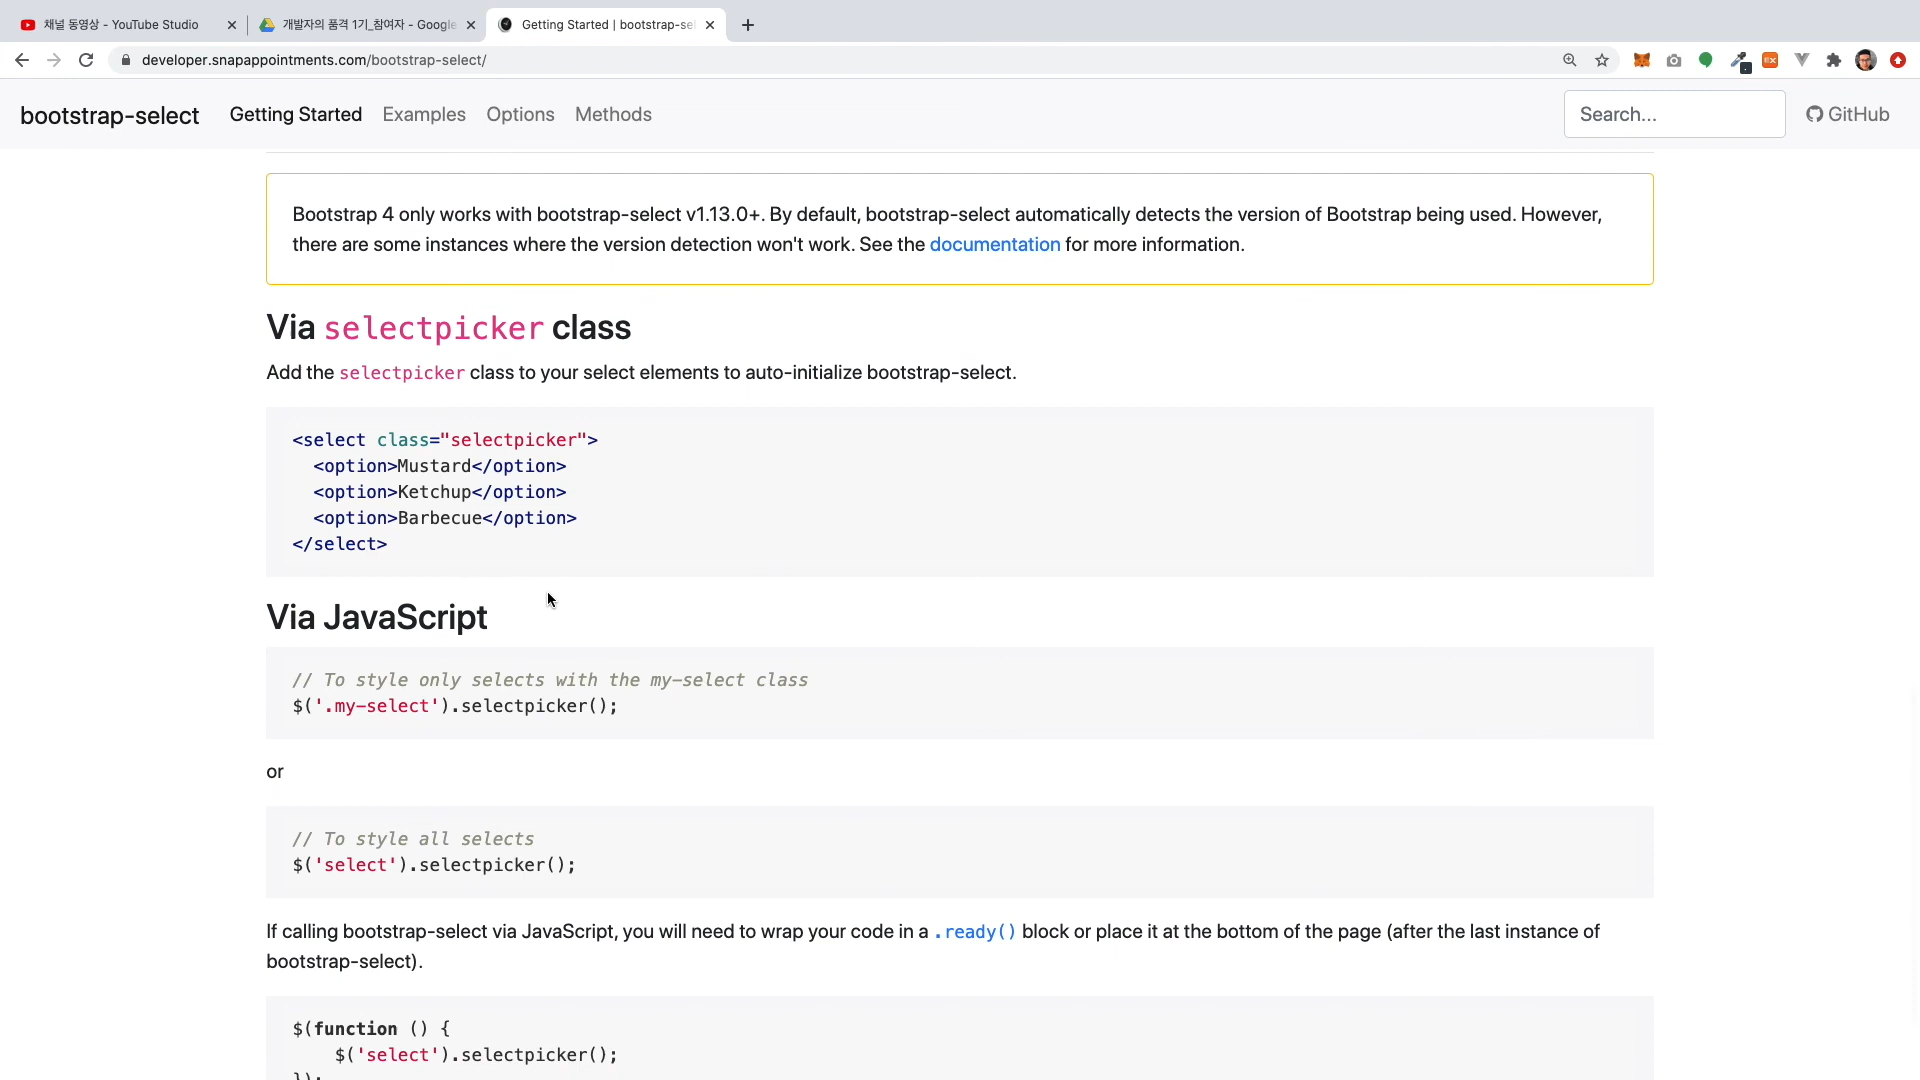 채널 동영상 - YouTube Studio
개발자의 품격 1기_참여자 - Google
Getting Started | bootstrap-sel
developer.snapappointments.com/bootstrap-select/
bootstrap-select Getting Started Examples Options Methods Search... GitHub
Bootstrap 4 only works with bootstrap-select v1.13.0+. By default, bootstrap-select automatically detects the version of Bootstrap being used. However,
there are some instances where the version detection won't work. See the documentation for more information.
Via selectpicker class
Add the selectpicker class to your select elements to auto-initialize bootstrap-select.
<select class="selectpicker">
  <option>Mustard</option>
  <option>Ketchup</option>
  <option>Barbecue</option>
</select>
Via JavaScript
// To style only selects with the my-select class
$('.my-select').selectpicker();
or
// To style all selects
$('select').selectpicker();
If calling bootstrap-select via JavaScript, you will need to wrap your code in a .ready() block or place it at the bottom of the page (after the last instance of
bootstrap-select).
$(function () {
    $('select').selectpicker();
});